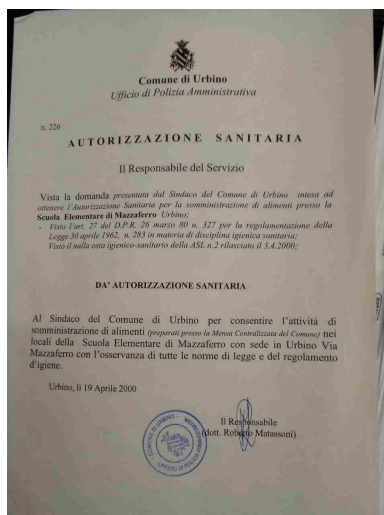 Comune di Urbino
Ufficio di Polizia Amministrativa
n. 226
AUTORIZZAZIONE SANITARIA
Il Responsabile del Servizio
Vista la domanda presentata dal Sindaco del Comune di Urbino intesa ad
ottenere l'Autorizzazione Sanitaria per la somministrazione di alimenti presso la
Scuola Elementare di Mazzaferro Urbino;
- Visto l'art. 27 del D.P.R. 26 marzo 80 n. 327 per la regolamentazione della
Legge 30 aprile 1962, n. 283 in materia di disciplina igienica sanitaria;
Visto il nulla osta igienico-sanitario della ASL n.2 rilasciato il 3.4.2000;
DA' AUTORIZZAZIONE SANITARIA
Al Sindaco del Comune di Urbino per consentire l'attività di
somministrazione di alimenti (preparati presso la Mensa Centralizzata del Comune) nei
locali della Scuola Elementare di Mazzaferro con sede in Urbino Via
Mazzaferro con l'osservanza di tutte le norme di legge e del regolamento
d'igiene.
Urbino, li 19 Aprile 2000
Il Responsabile
(dott. Roberto Matassoni)
COMUNE DI URBINO
UFFICIO DI POLIZIA